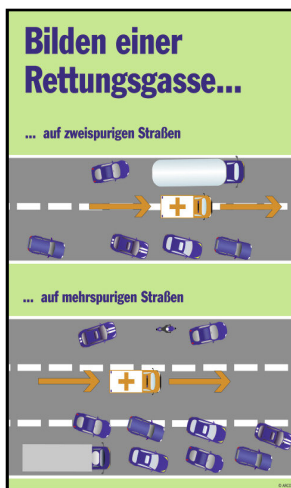 Bilden einer
Rettungsgasse...
... auf zweispurigen Straßen
... auf mehrspurigen Straßen